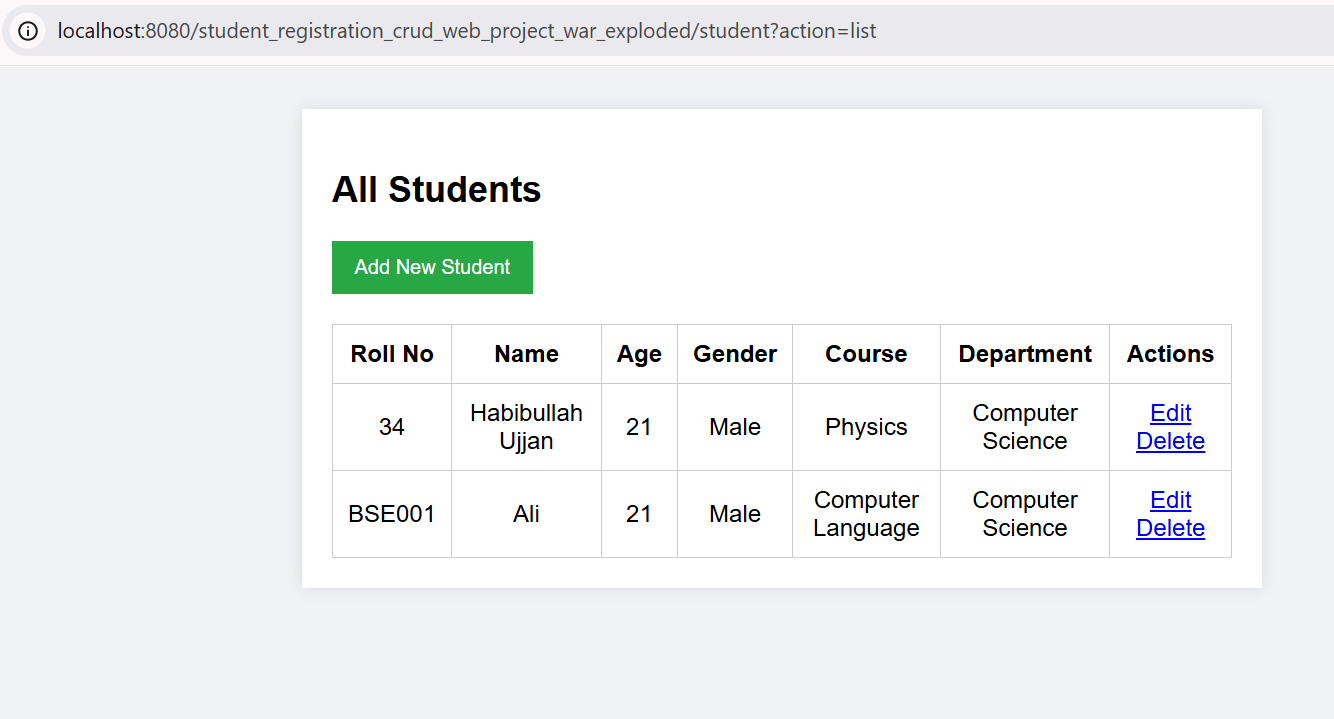 localhost:8080/student_registration_crud_web_project_war_exploded/student?action=list
All Students
Add New Student
Roll No Name Age Gender Course Department Actions
34 Habibullah Ujjan 21 Male Physics Computer Science Edit Delete
BSE001 Ali 21 Male Computer Language Computer Science Edit Delete